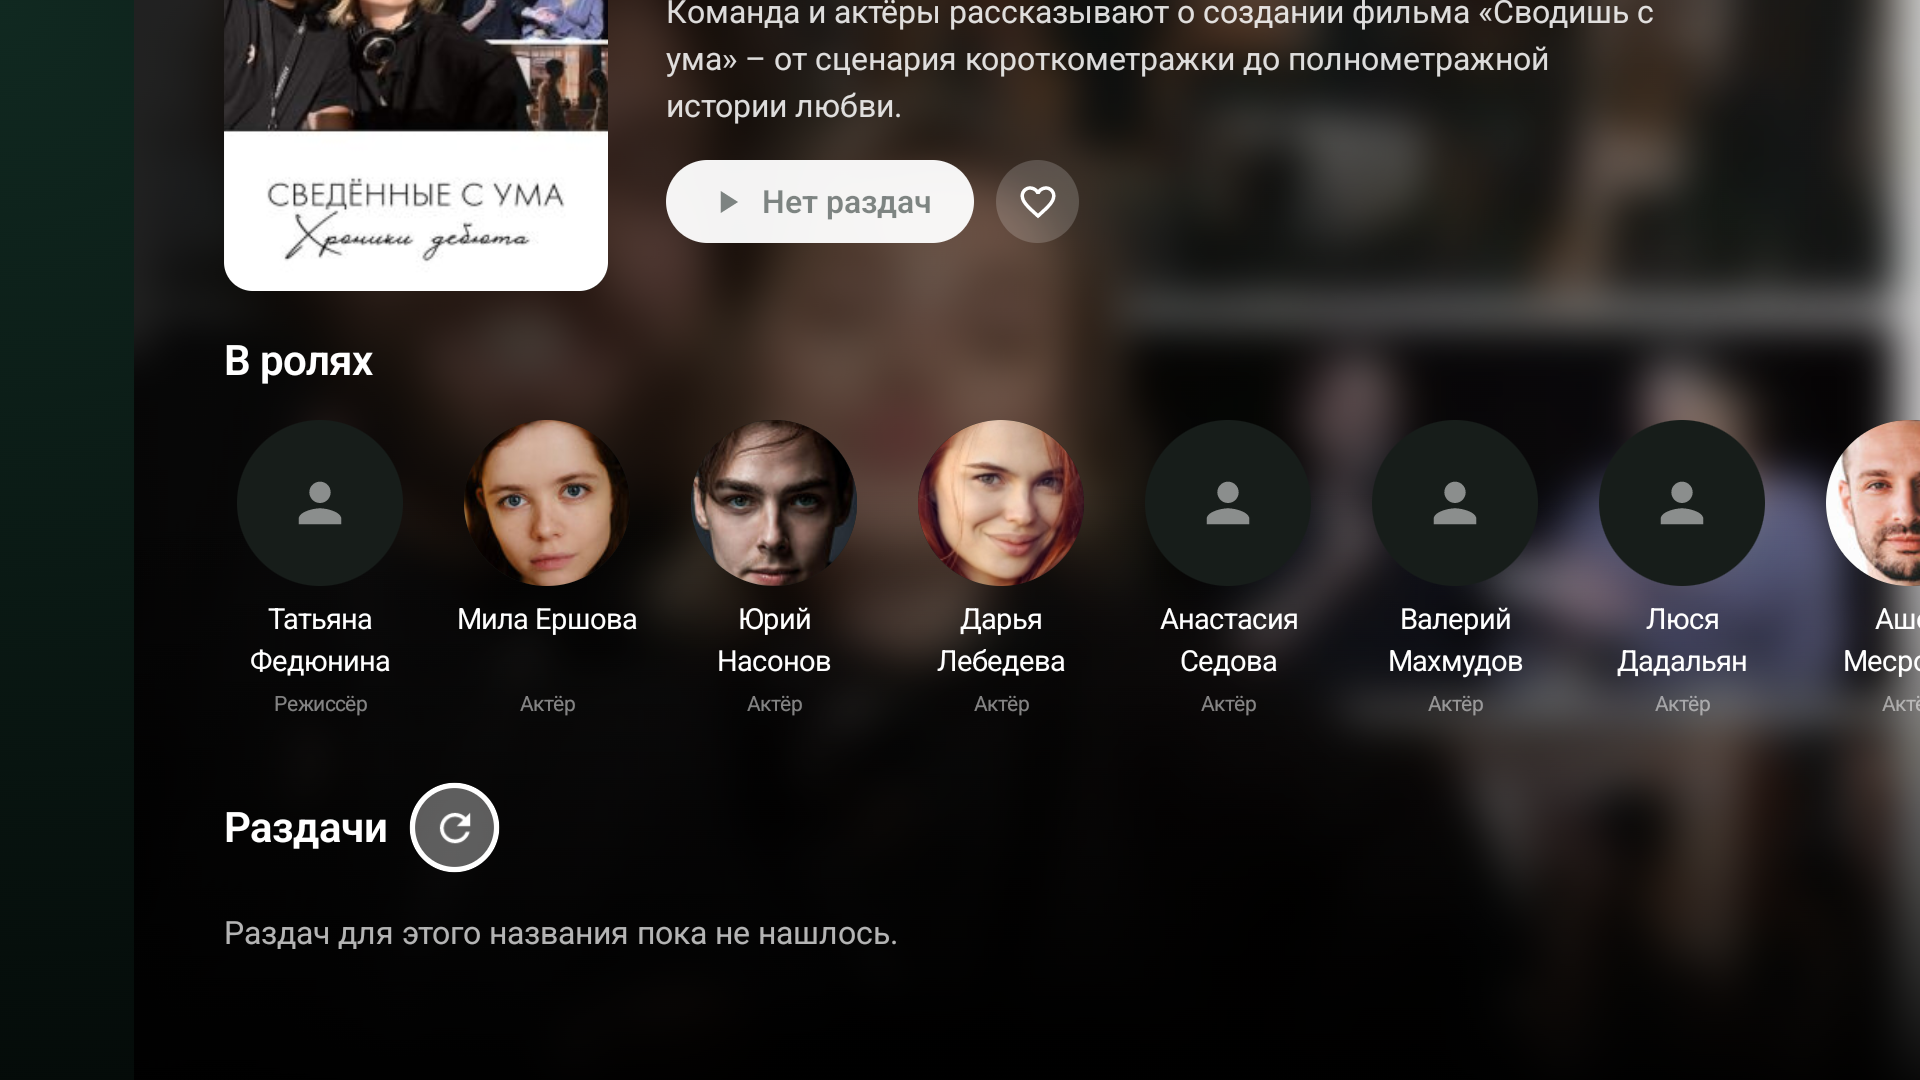 Команда и актёры рассказывают о создании фильма «Сводишь с
ума» – от сценария короткометражки до полнометражной
истории любви.
СВЕДЁННЫЕ С УМА
Хроники дебюта
Нет раздач
В ролях
Татьяна
Федюнина
Режиссёр
Мила Ершова
Актёр
Юрий
Насонов
Актёр
Дарья
Лебедева
Актёр
Анастасия
Седова
Актёр
Валерий
Махмудов
Актёр
Люся
Дадальян
Актёр
Раздачи
Раздач для этого названия пока не нашлось.